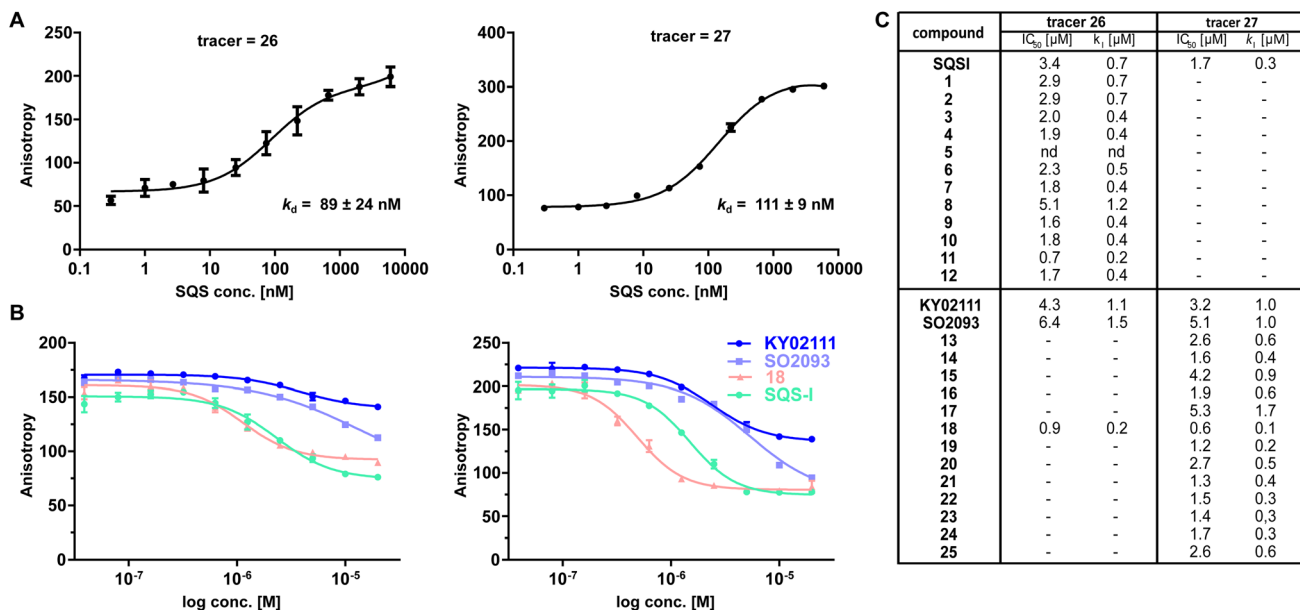 A
tracer = 26
Anisotropy
250
200
150
100
50
0
0.1
1
10
100
1000
10000
SQS conc. [nM]
kd = 89 ± 24 nM
tracer = 27
Anisotropy
400
300
200
100
0
0.1
1
10
100
1000
10000
SQS conc. [nM]
kd = 111 ± 9 nM
B
Anisotropy
200
150
100
50
0
10-7
10-6
10-5
log conc. [M]
Anisotropy
250
200
150
100
50
0
10-7
10-6
10-5
log conc. [M]
KY02111
SO2093
18
SQS-I
C
compound tracer 26 tracer 27
IC50 [µM] kI [µM] IC50 [µM] kI [µM]
SQSI 3.4 0.7 1.7 0.3
1 2.9 0.7 - -
2 2.9 0.7 - -
3 2.0 0.4 - -
4 1.9 0.4 - -
5 nd nd - -
6 2.3 0.5 - -
7 1.8 0.4 - -
8 5.1 1.2 - -
9 1.6 0.4 - -
10 1.8 0.4 - -
11 0.7 0.2 - -
12 1.7 0.4 - -
KY02111 4.3 1.1 3.2 1.0
SO2093 6.4 1.5 5.1 1.0
13 - - 2.6 0.6
14 - - 1.6 0.4
15 - - 4.2 0.9
16 - - 1.9 0.6
17 - - 5.3 1.7
18 0.9 0.2 0.6 0.1
19 - - 1.2 0.2
20 - - 2.7 0.5
21 - - 1.3 0.4
22 - - 1.5 0.3
23 - - 1.4 0,3
24 - - 1.7 0.3
25 - - 2.6 0.6